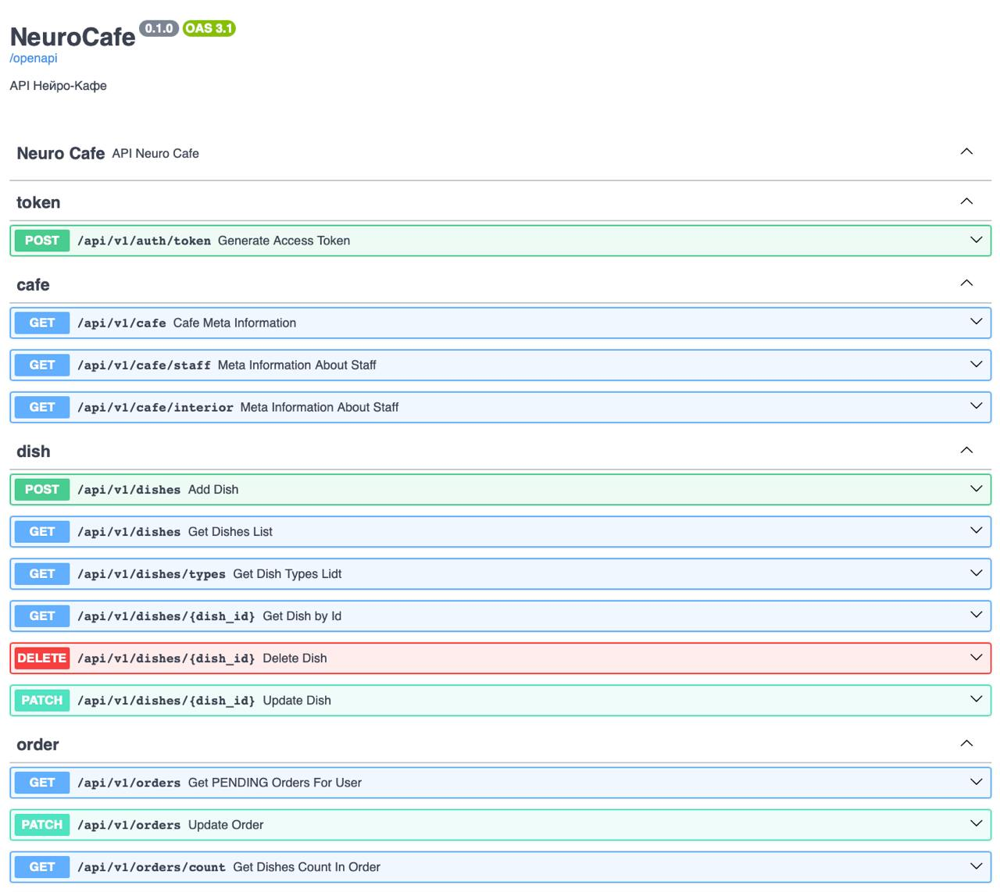 NeuroCafe 0.1.0 OAS 3.1
/openapi
API Нейро-Кафе
Neuro Cafe API Neuro Cafe
token
POST /api/v1/auth/token Generate Access Token
cafe
GET /api/v1/cafe Cafe Meta Information
GET /api/v1/cafe/staff Meta Information About Staff
GET /api/v1/cafe/interior Meta Information About Staff
dish
POST /api/v1/dishes Add Dish
GET /api/v1/dishes Get Dishes List
GET /api/v1/dishes/types Get Dish Types Lidt
GET /api/v1/dishes/{dish_id} Get Dish by Id
DELETE /api/v1/dishes/{dish_id} Delete Dish
PATCH /api/v1/dishes/{dish_id} Update Dish
order
GET /api/v1/orders Get PENDING Orders For User
PATCH /api/v1/orders Update Order
GET /api/v1/orders/count Get Dishes Count In Order